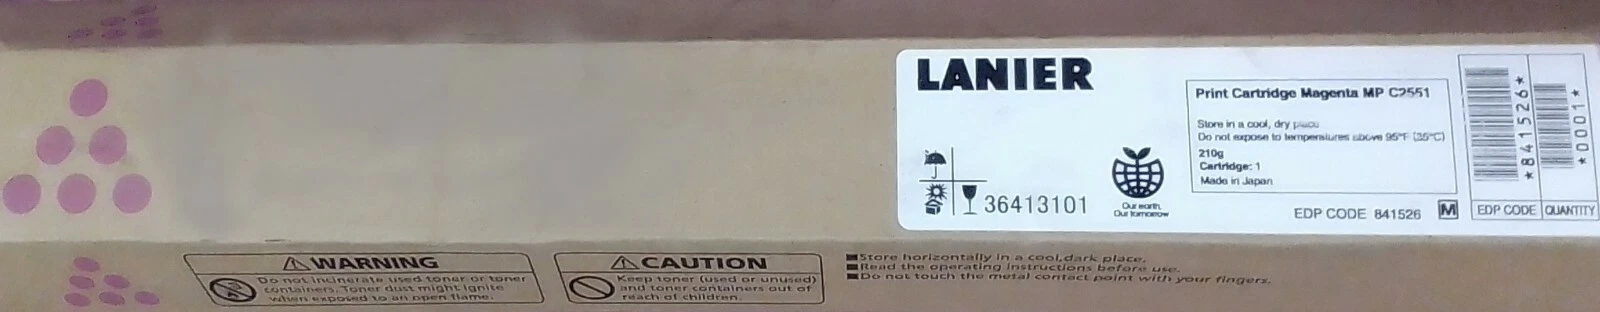 LANIER
Print Cartridge Magenta MP C2551
Store in a cool, dry place
Do not expose to temperatures above 95°F (35°C)
210g
Cartridge: 1
Made in Japan
36413101
Our earth,
Our tomorrow
EDP CODE 841526 M
*841526*
EDP CODE
*0001*
QUANTITY
WARNING
Do not incinerate used toner or toner
containers. Toner dust might ignite
when exposed to an open flame.
CAUTION
Keep toner (used or unused)
and toner containers out of
reach of children.
■Store horizontally in a cool,dark place.
■Read the operating instructions before use.
■Do not touch the metal contact point with your fingers.